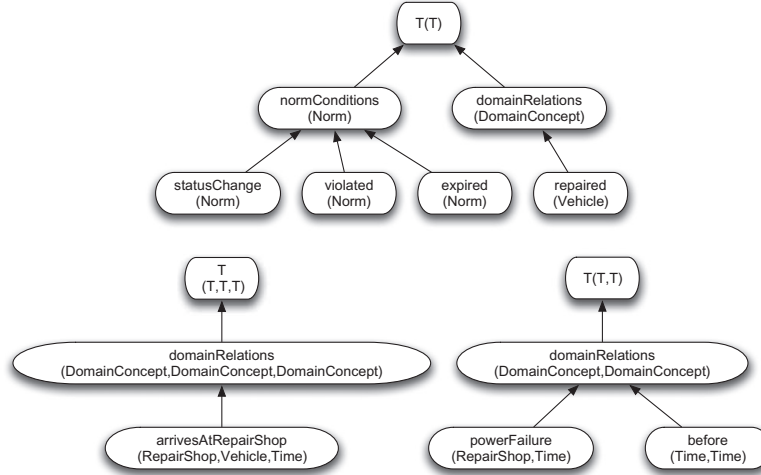 T(T)
normConditions
(Norm)
domainRelations
(DomainConcept)
statusChange
(Norm)
violated
(Norm)
expired
(Norm)
repaired
(Vehicle)
T
(T,T,T)
domainRelations
(DomainConcept,DomainConcept,DomainConcept)
arrivesAtRepairShop
(RepairShop,Vehicle,Time)
T(T,T)
domainRelations
(DomainConcept,DomainConcept)
powerFailure
(RepairShop,Time)
before
(Time,Time)